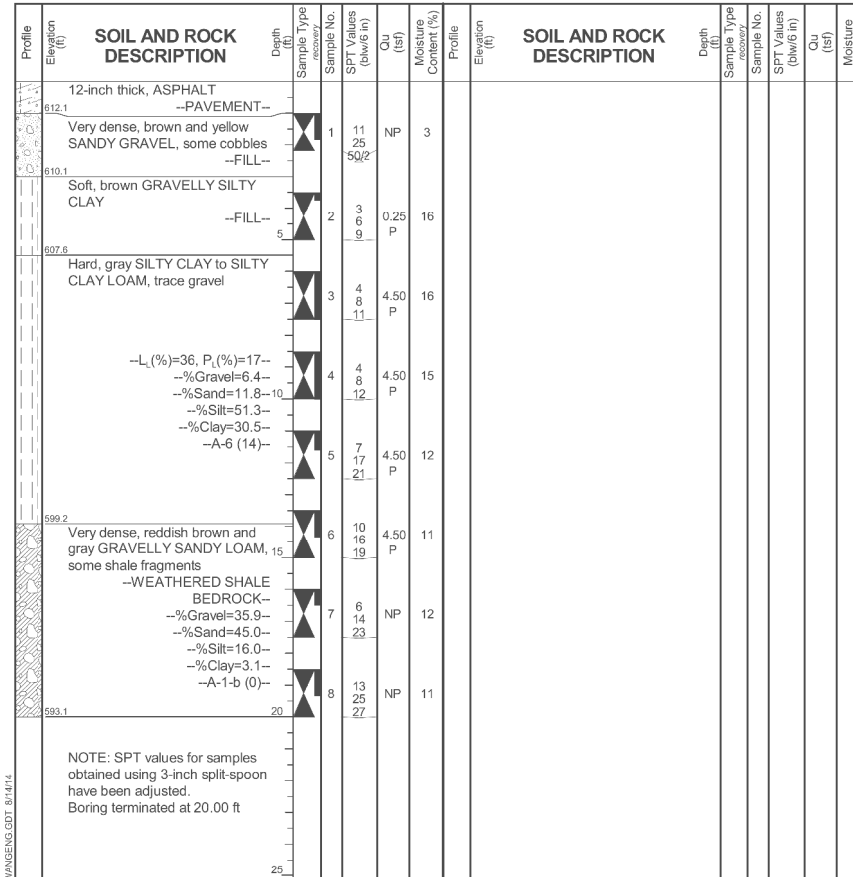 Profile
Elevation
(ft)
SOIL AND ROCK
DESCRIPTION
Depth
(ft)
Sample Type
recovery
Sample No.
SPT Values
(blw/6 in)
Qu
(tsf)
Moisture
Content (%)
Profile
Elevation
(ft)
SOIL AND ROCK
DESCRIPTION
Depth
(ft)
Sample Type
recovery
Sample No.
SPT Values
(blw/6 in)
Qu
(tsf)
Moisture
12-inch thick, ASPHALT
612.1 --PAVEMENT--
Very dense, brown and yellow
SANDY GRAVEL, some cobbles
--FILL--
1
11
25
50/2
NP
3
610.1
Soft, brown GRAVELLY SILTY
CLAY
--FILL--
5
2
3
6
9
0.25
P
16
607.6
Hard, gray SILTY CLAY to SILTY
CLAY LOAM, trace gravel
3
4
8
11
4.50
P
16
--LL(%)=36, PL(%)=17--
--%Gravel=6.4--
--%Sand=11.8--10
--%Silt=51.3--
--%Clay=30.5--
--A-6 (14)--
4
4
8
12
4.50
P
15
5
7
17
21
4.50
P
12
599.2
Very dense, reddish brown and
gray GRAVELLY SANDY LOAM, 15
some shale fragments
--WEATHERED SHALE
BEDROCK--
--%Gravel=35.9--
--%Sand=45.0--
--%Silt=16.0--
--%Clay=3.1--
--A-1-b (0)--
6
10
16
19
4.50
P
11
7
6
14
23
NP
12
8
13
25
27
NP
11
593.1 20
NOTE: SPT values for samples
obtained using 3-inch split-spoon
have been adjusted.
Boring terminated at 20.00 ft
25
WANGENG.GDT 8/14/14